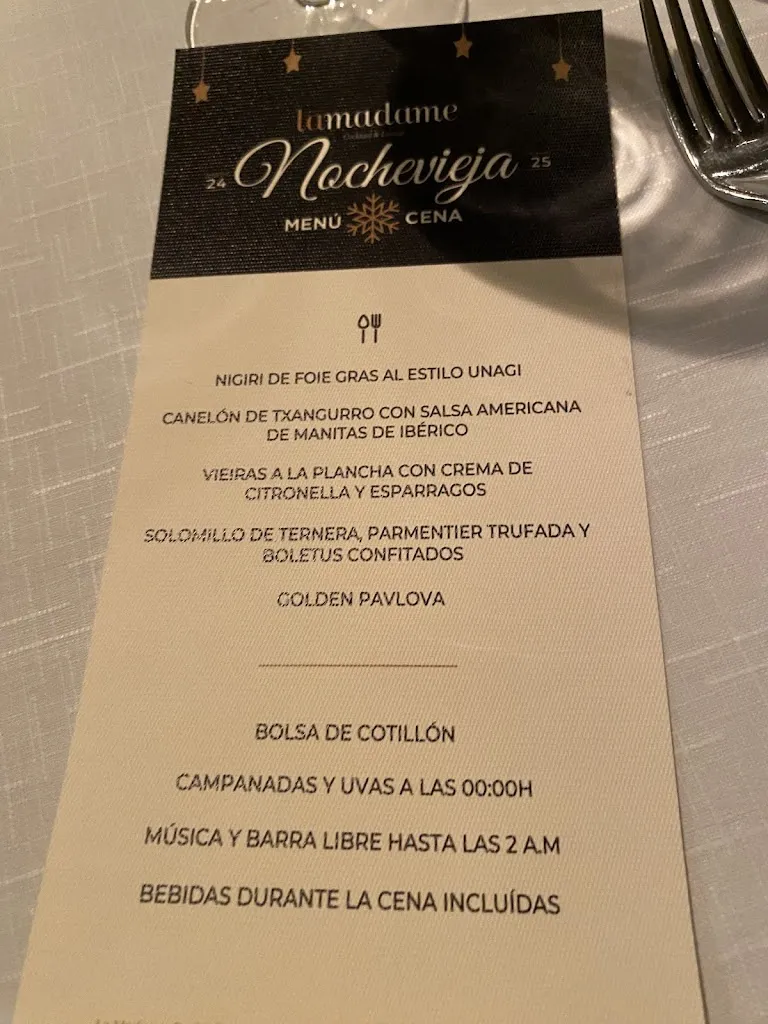 lamadame
24 Nochevieja 25
MENÚ CENA
NIGIRI DE FOIE GRAS AL ESTILO UNAGI
CANELÓN DE TXANGURRO CON SALSA AMERICANA
DE MANITAS DE IBÉRICO
VIEIRAS A LA PLANCHA CON CREMA DE
CITRONELLA Y ESPARRAGOS
SOLOMILLO DE TERNERA, PARMENTIER TRUFADA Y
BOLETUS CONFITADOS
GOLDEN PAVLOVA
BOLSA DE COTILLÓN
CAMPANADAS Y UVAS A LAS 00:00H
MÚSICA Y BARRA LIBRE HASTA LAS 2 A.M
BEBIDAS DURANTE LA CENA INCLUÍDAS